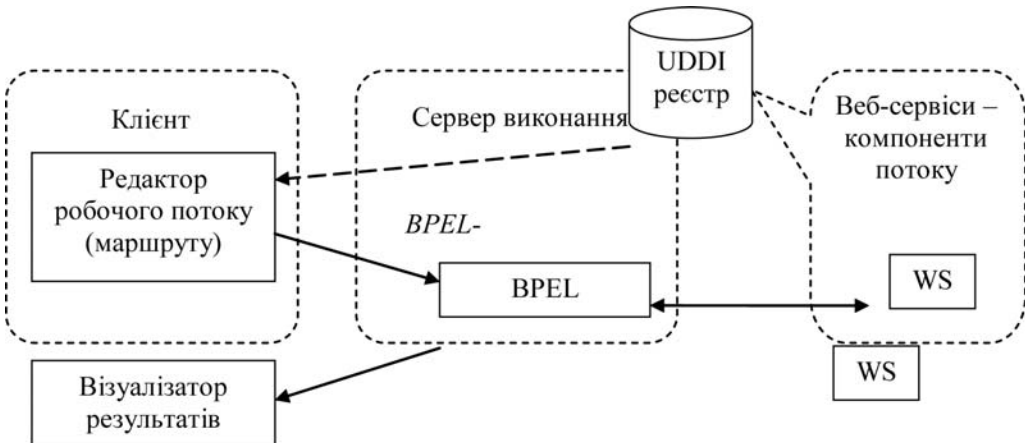 UDDI
реєстр
Клієнт
Сервер виконання
Веб-сервіси –
компоненти
потоку
Редактор
робочого потоку
(маршруту)
BPEL-
BPEL
WS
WS
Візуалізатор
результатів